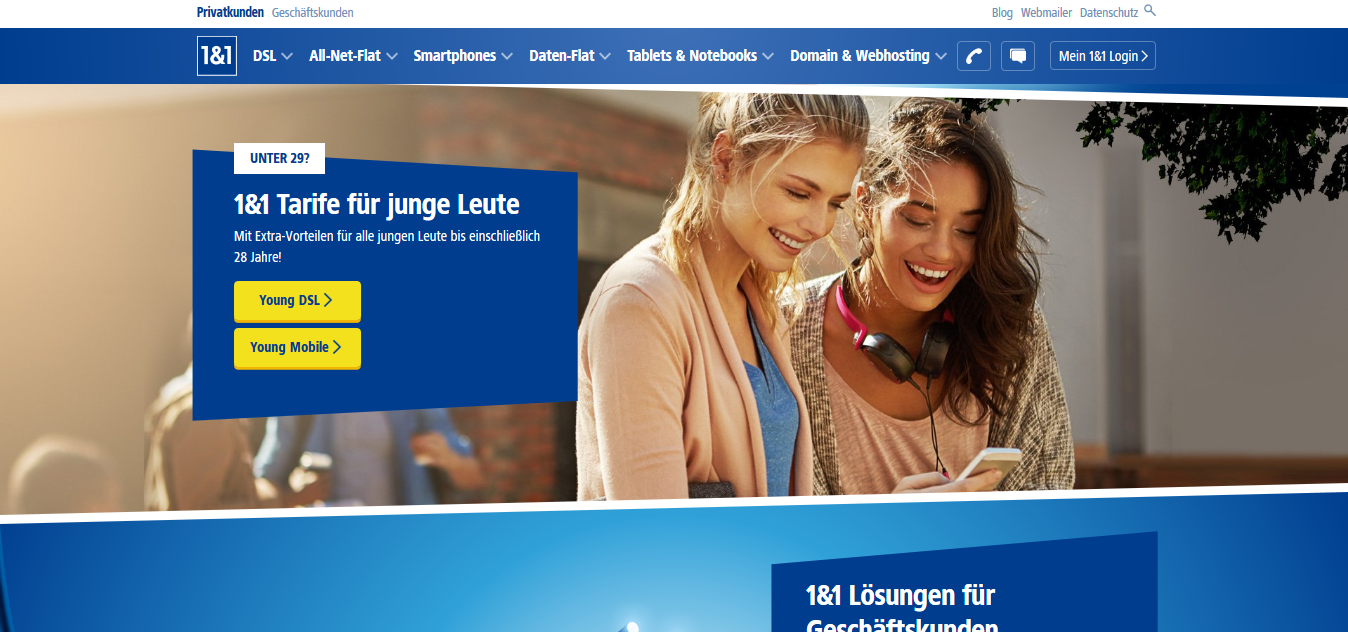 Privatkunden Geschäftskunden Blog Webmailer Datenschutz
1&1 DSL All-Net-Flat Smartphones Daten-Flat Tablets & Notebooks Domain & Webhosting Mein 1&1 Login
UNTER 29?
1&1 Tarife für junge Leute
Mit Extra-Vorteilen für alle jungen Leute bis einschließlich
28 Jahre!
Young DSL
Young Mobile
1&1 Lösungen für
Geschäftskunden